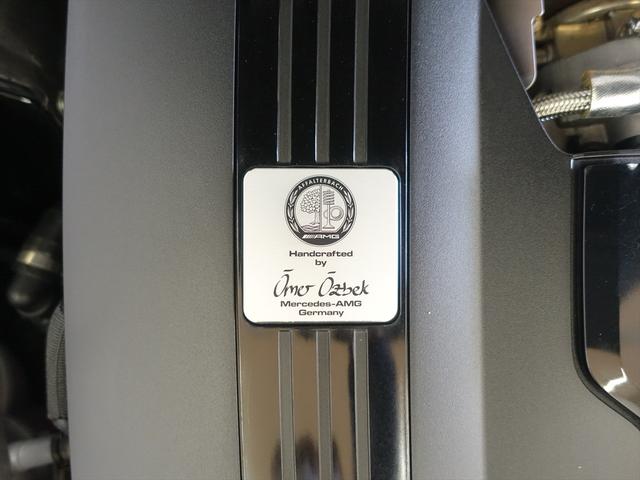 AFFALTERBACH
AMG
Handcrafted
by
Ömer Özbek
Mercedes-AMG
Germany